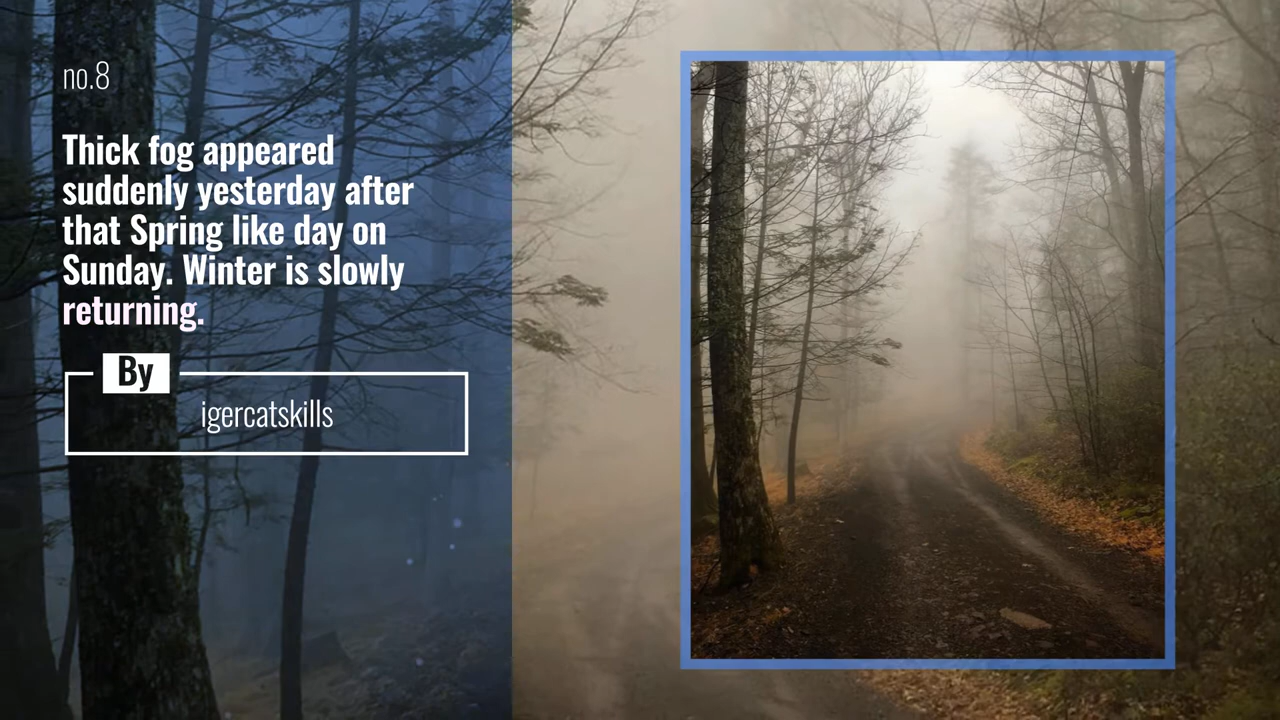 no.8
Thick fog appeared
suddenly yesterday after
that Spring like day on
Sunday. Winter is slowly
returning.
By
igercatskills